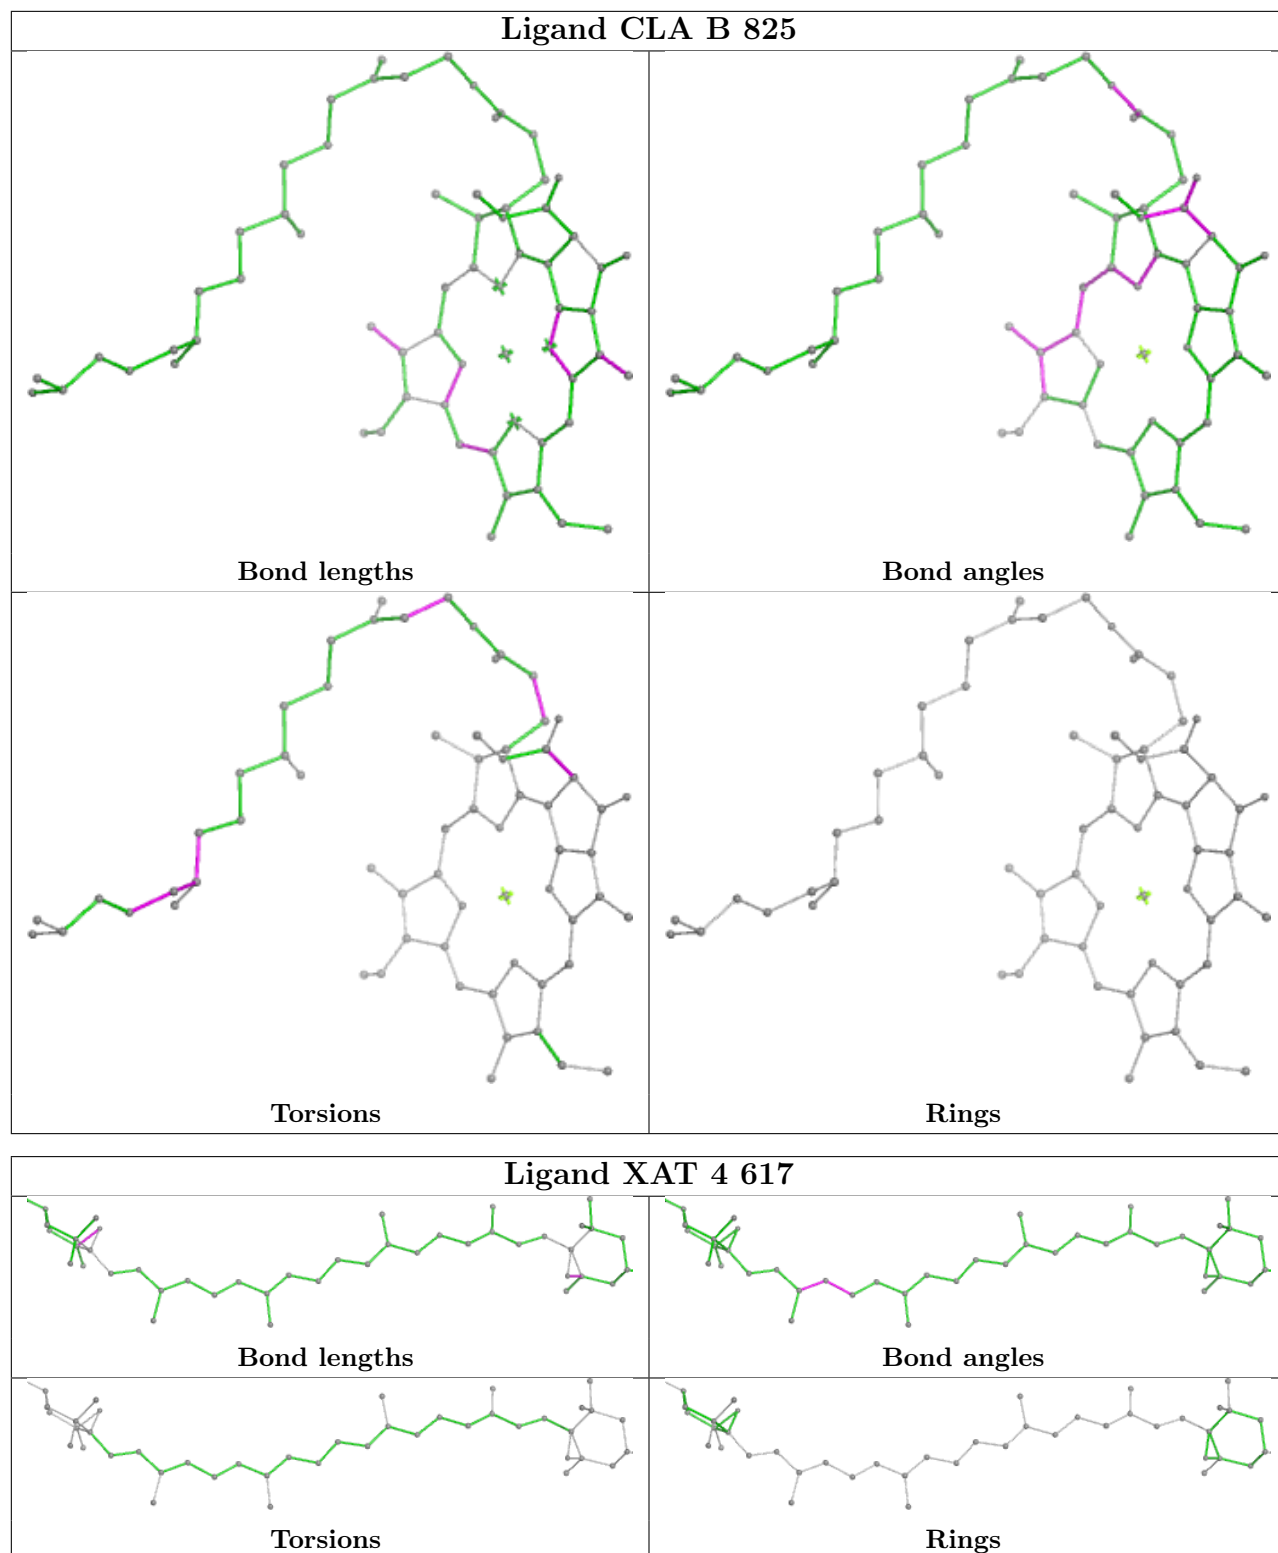 Ligand CLA B 825
Bond lengths
Bond angles
Torsions
Rings
Ligand XAT 4 617
Bond lengths
Bond angles
Torsions
Rings